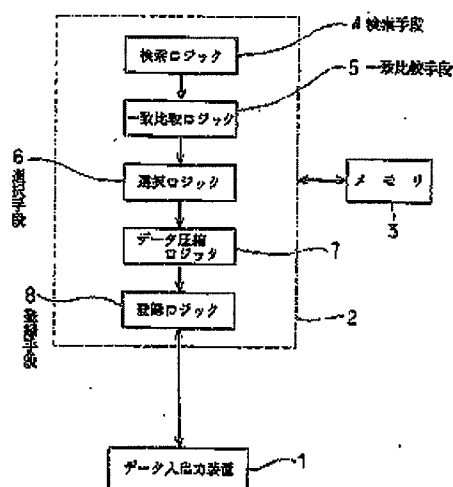 検索ロジック
4 検索手段
一致比較ロジック
5 一致比較手段
選択ロジック
6 選択手段
メモリ
3
データ圧縮
ロジック
7
登録ロジック
8 登録手段
2
データ入出力装置
1